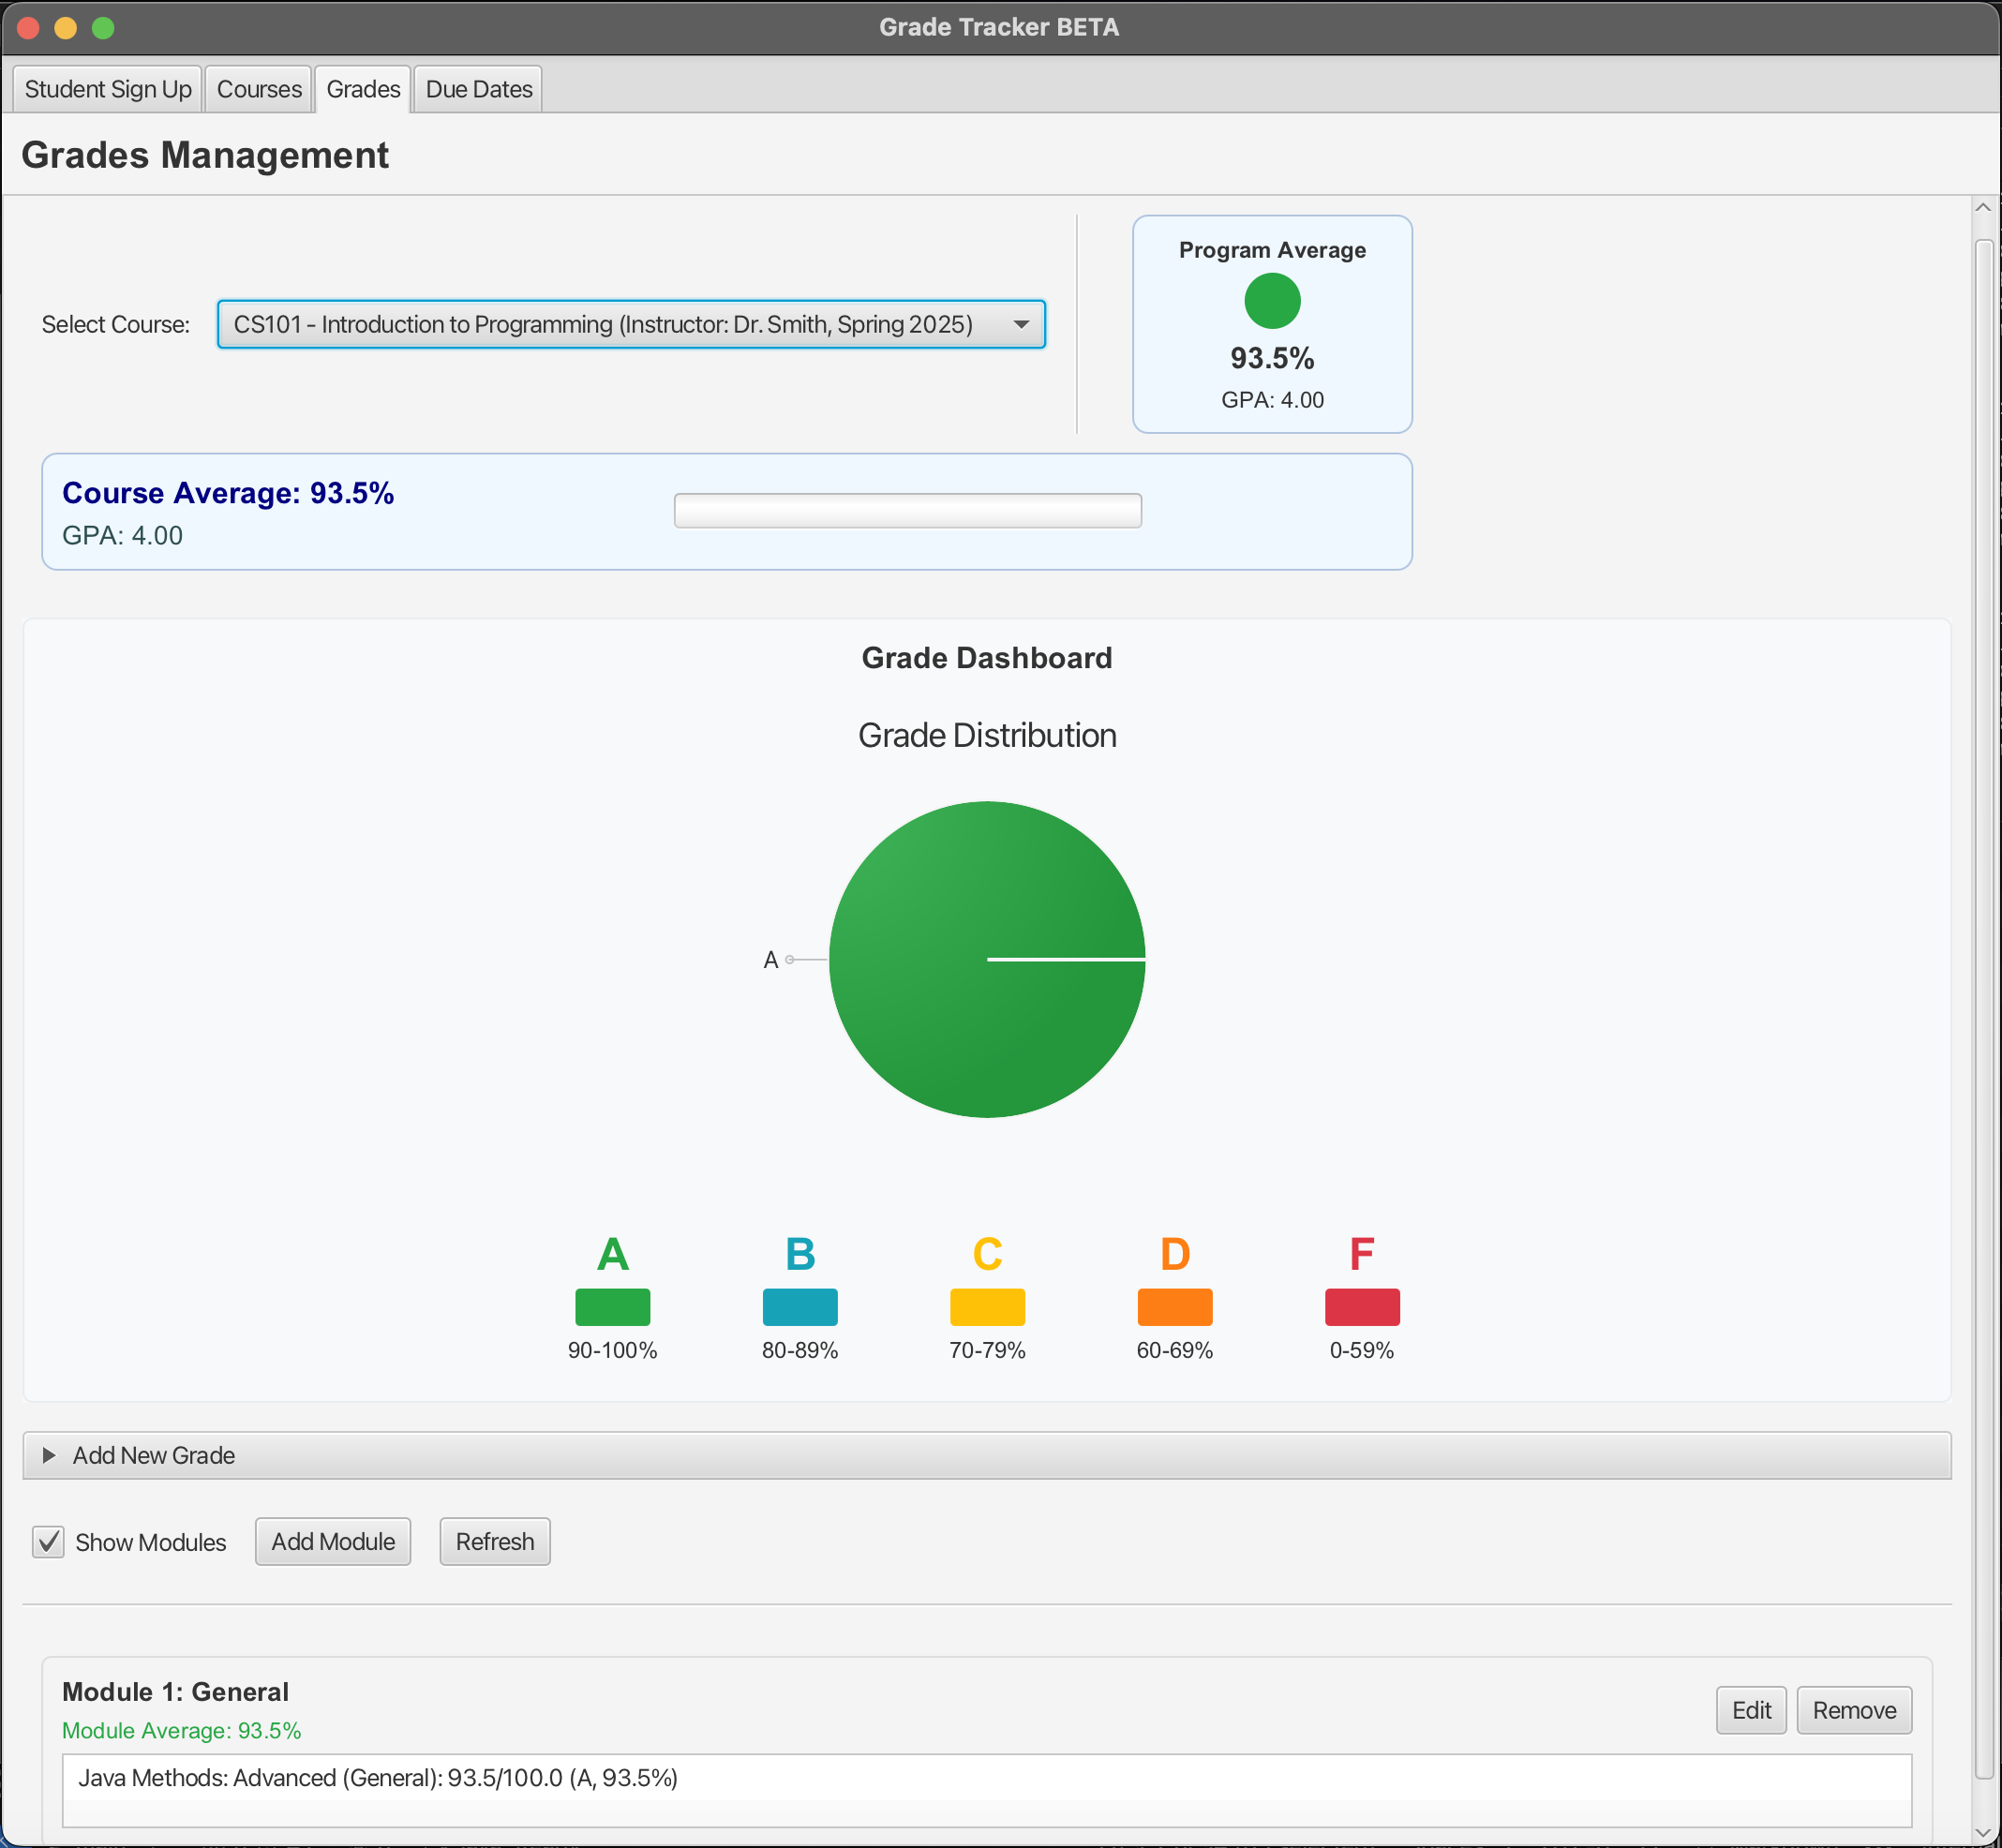 Grade Tracker BETA
Student Sign Up Courses Grades Due Dates
Grades Management
Select Course: CS101 - Introduction to Programming (Instructor: Dr. Smith, Spring 2025)
Program Average
93.5%
GPA: 4.00
Course Average: 93.5%
GPA: 4.00
Grade Dashboard
Grade Distribution
A
A B C D F
90-100% 80-89% 70-79% 60-69% 0-59%
Add New Grade
Show Modules Add Module Refresh
Module 1: General
Module Average: 93.5%
Edit Remove
Java Methods: Advanced (General): 93.5/100.0 (A, 93.5%)